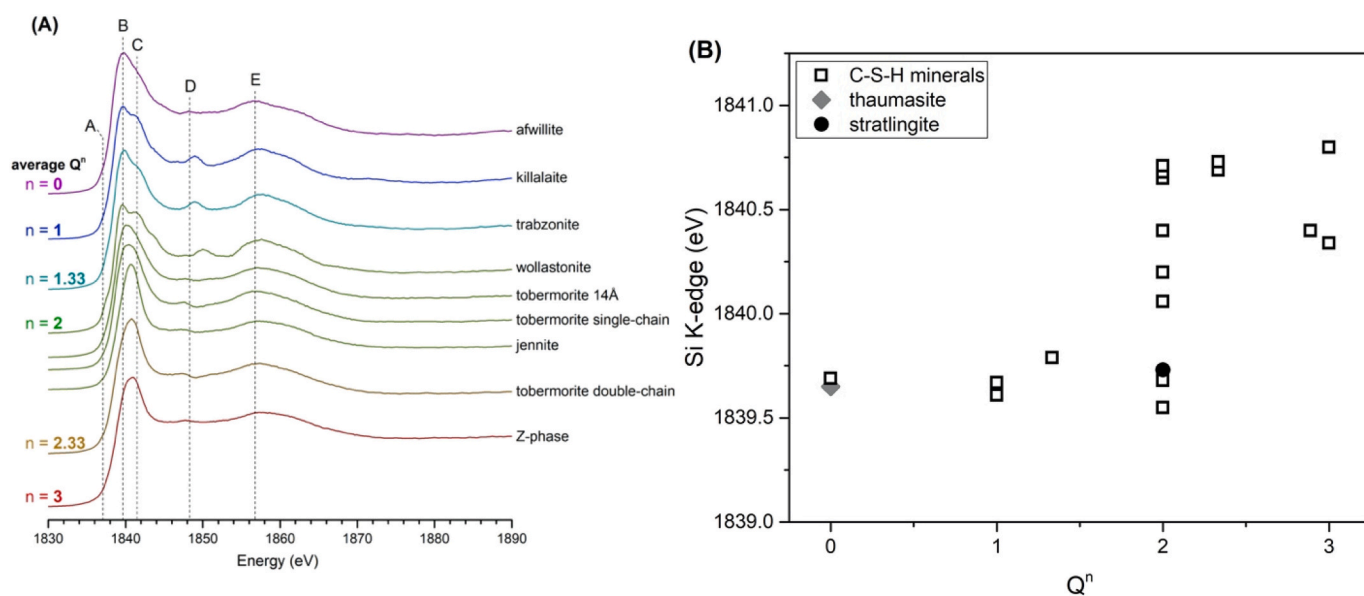 (A)
A
B
C
D
E
average Qⁿ
n = 0
n = 1
n = 1.33
n = 2
n = 2.33
n = 3
afwillite
killalaite
trabzonite
wollastonite
tobermorite 14Å
tobermorite single-chain
jennite
tobermorite double-chain
Z-phase
1830 1840 1850 1860 1870 1880 1890
Energy (eV)
(B)
C-S-H minerals
thaumasite
stratlingite
Si K-edge (eV)
1841.0
1840.5
1840.0
1839.5
1839.0
0 1 2 3
Qⁿ